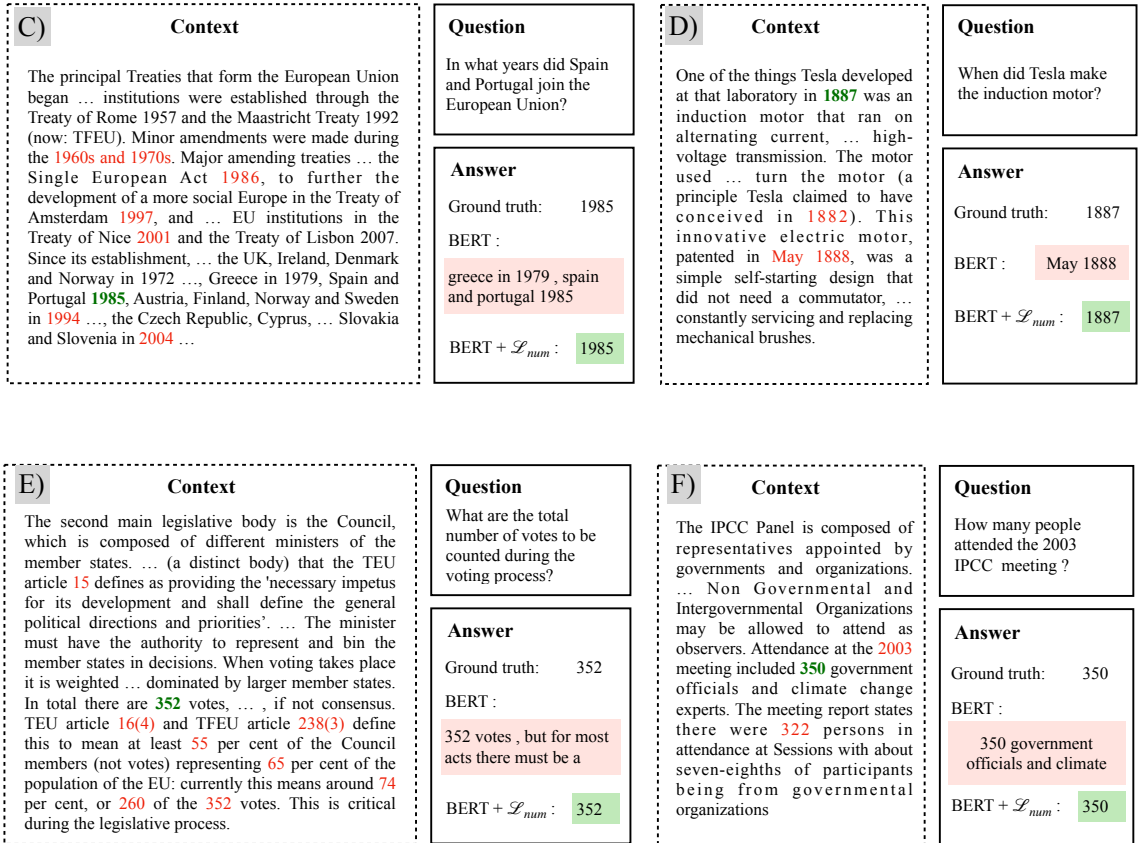 C)
Context
The principal Treaties that form the European Union
began … institutions were established through the
Treaty of Rome 1957 and the Maastricht Treaty 1992
(now: TFEU). Minor amendments were made during
the 1960s and 1970s. Major amending treaties … the
Single European Act 1986, to further the
development of a more social Europe in the Treaty of
Amsterdam 1997, and … EU institutions in the
Treaty of Nice 2001 and the Treaty of Lisbon 2007.
Since its establishment, … the UK, Ireland, Denmark
and Norway in 1972 …, Greece in 1979, Spain and
Portugal 1985, Austria, Finland, Norway and Sweden
in 1994 …, the Czech Republic, Cyprus, … Slovakia
and Slovenia in 2004 …
Question
In what years did Spain
and Portugal join the
European Union?
Answer
Ground truth: 1985
BERT :
greece in 1979 , spain
and portugal 1985
BERT + ℒnum : 1985
D)
Context
One of the things Tesla developed
at that laboratory in 1887 was an
induction motor that ran on
alternating current, … high-
voltage transmission. The motor
used … turn the motor (a
principle Tesla claimed to have
conceived in 1882). This
innovative electric motor,
patented in May 1888, was a
simple self-starting design that
did not need a commutator, …
constantly servicing and replacing
mechanical brushes.
Question
When did Tesla make
the induction motor?
Answer
Ground truth: 1887
BERT : May 1888
BERT + ℒnum : 1887
E)
Context
The second main legislative body is the Council,
which is composed of different ministers of the
member states. … (a distinct body) that the TEU
article 15 defines as providing the 'necessary impetus
for its development and shall define the general
political directions and priorities’. … The minister
must have the authority to represent and bin the
member states in decisions. When voting takes place
it is weighted … dominated by larger member states.
In total there are 352 votes, … , if not consensus.
TEU article 16(4) and TFEU article 238(3) define
this to mean at least 55 per cent of the Council
members (not votes) representing 65 per cent of the
population of the EU: currently this means around 74
per cent, or 260 of the 352 votes. This is critical
during the legislative process.
Question
What are the total
number of votes to be
counted during the
voting process?
Answer
Ground truth: 352
BERT :
352 votes , but for most
acts there must be a
BERT + ℒnum : 352
F)
Context
The IPCC Panel is composed of
representatives appointed by
governments and organizations.
… Non Governmental and
Intergovernmental Organizations
may be allowed to attend as
observers. Attendance at the 2003
meeting included 350 government
officials and climate change
experts. The meeting report states
there were 322 persons in
attendance at Sessions with about
seven-eighths of participants
being from governmental
organizations
Question
How many people
attended the 2003
IPCC meeting ?
Answer
Ground truth: 350
BERT :
350 government
officials and climate
BERT + ℒnum : 350